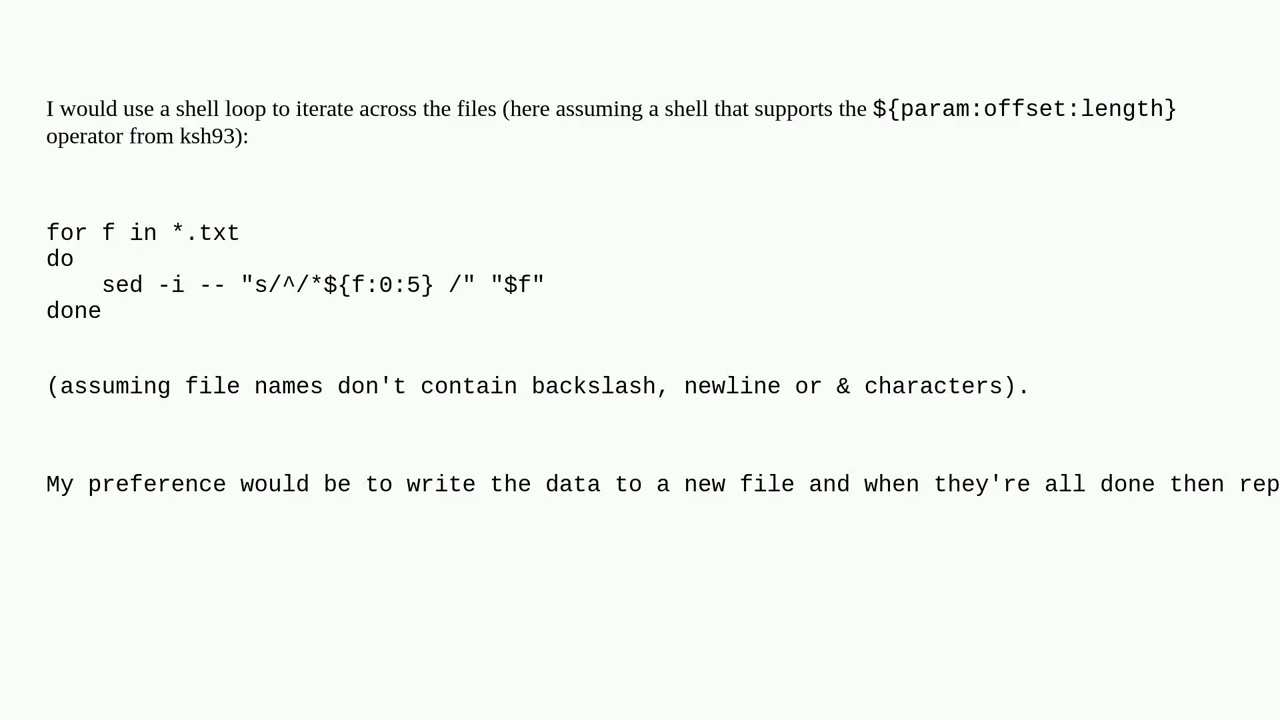 I would use a shell loop to iterate across the files (here assuming a shell that supports the ${param:offset:length}
operator from ksh93):
for f in *.txt
do
    sed -i -- "s/^/*${f:0:5} /" "$f"
done
(assuming file names don't contain backslash, newline or & characters).
My preference would be to write the data to a new file and when they're all done then rep